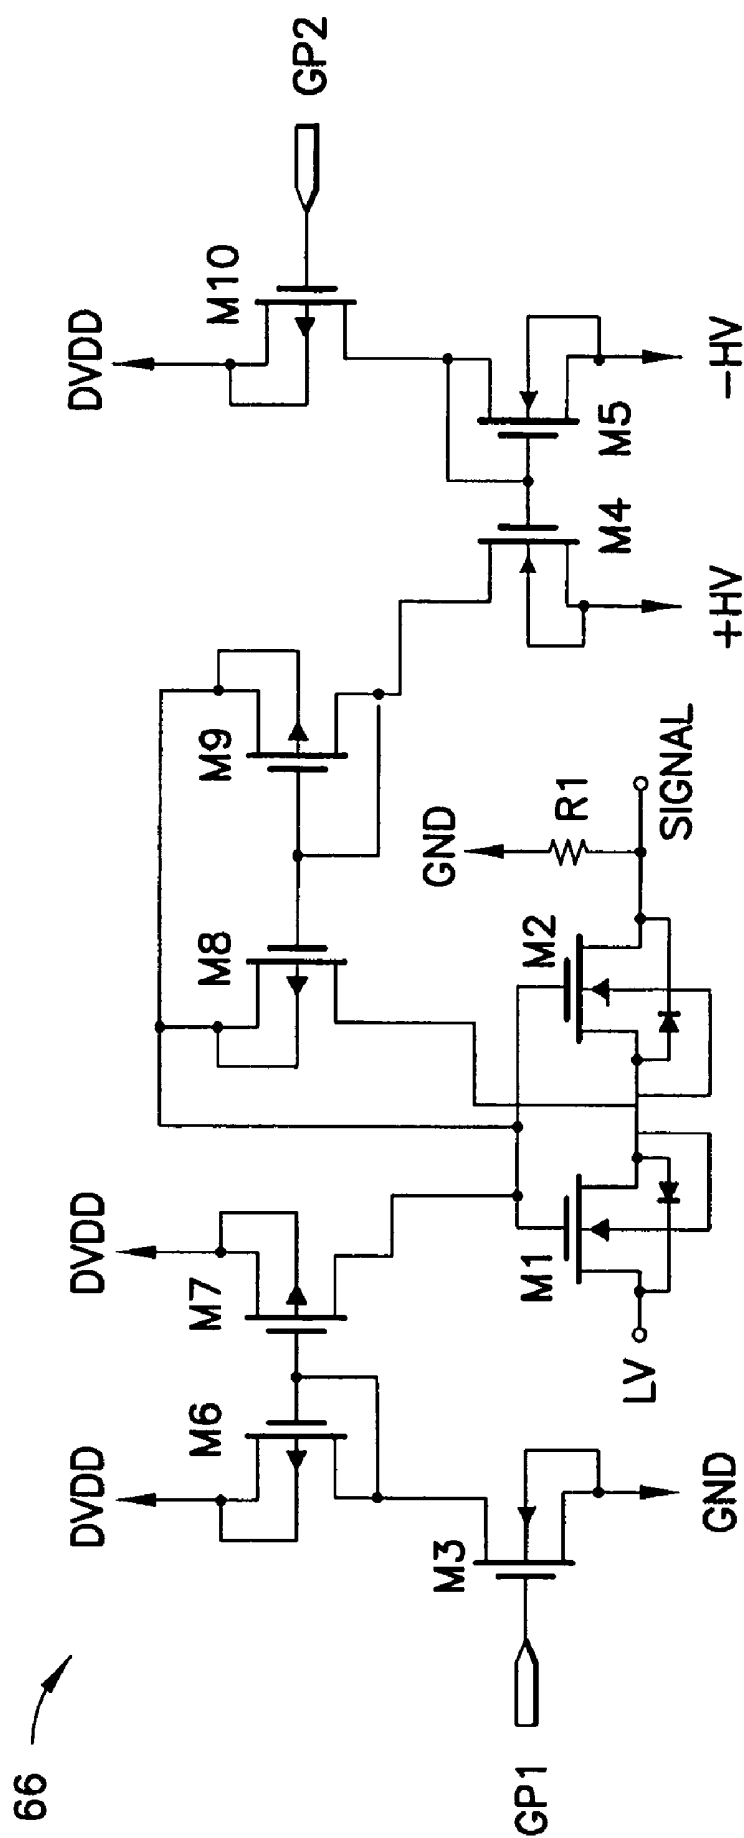 66
DVDD
DVDD
DVDD
M6
M7
M8
M9
M10
GP2
GP1
M3
GND
LV
M1
M2
GND
R1
SIGNAL
M4
M5
+HV
−HV